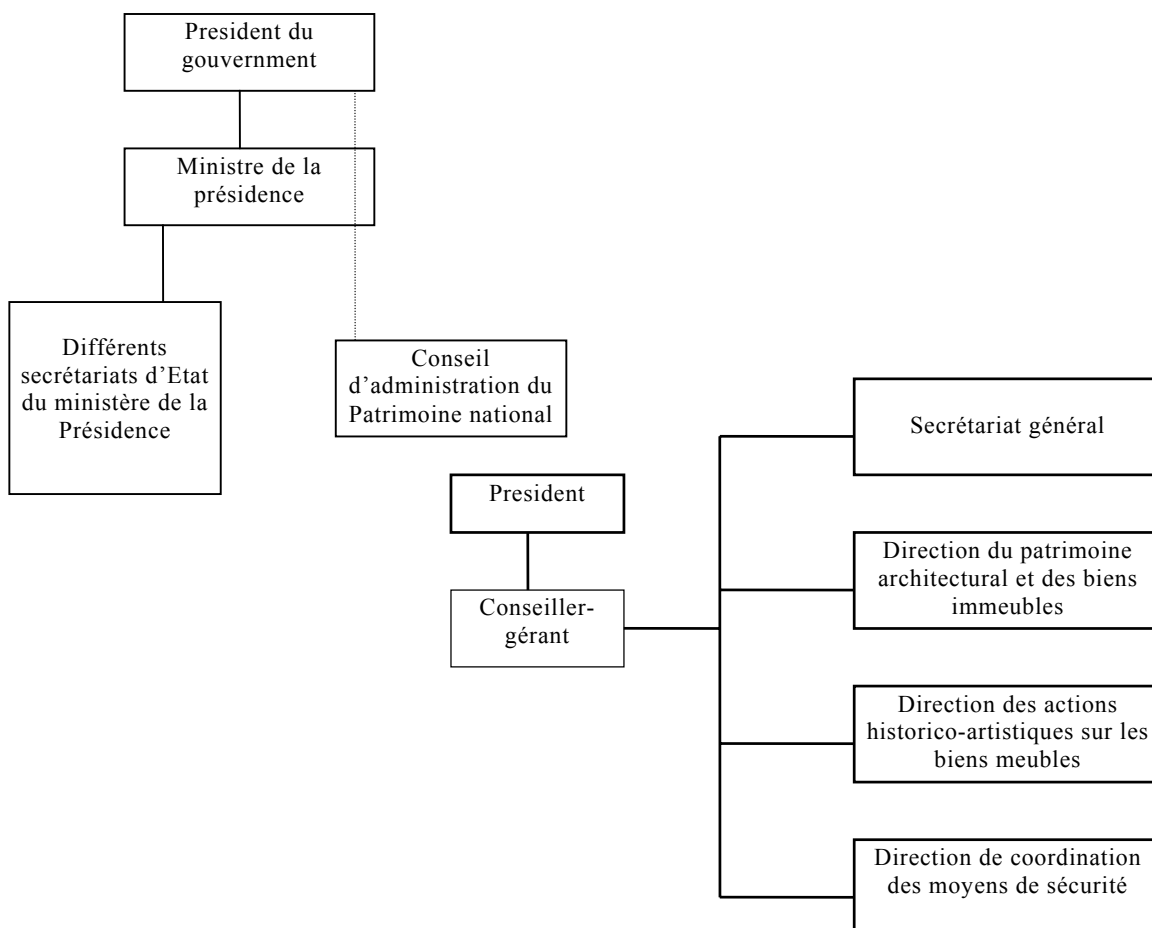 President du
gouvernment
Ministre de la
présidence
Différents
secrétariats d’Etat
du ministère de la
Présidence
Conseil
d’administration du
Patrimoine national
Secrétariat général
President
Direction du patrimoine
architectural et des biens
immeubles
Conseiller-
gérant
Direction des actions
historico-artistiques sur les
biens meubles
Direction de coordination
des moyens de sécurité